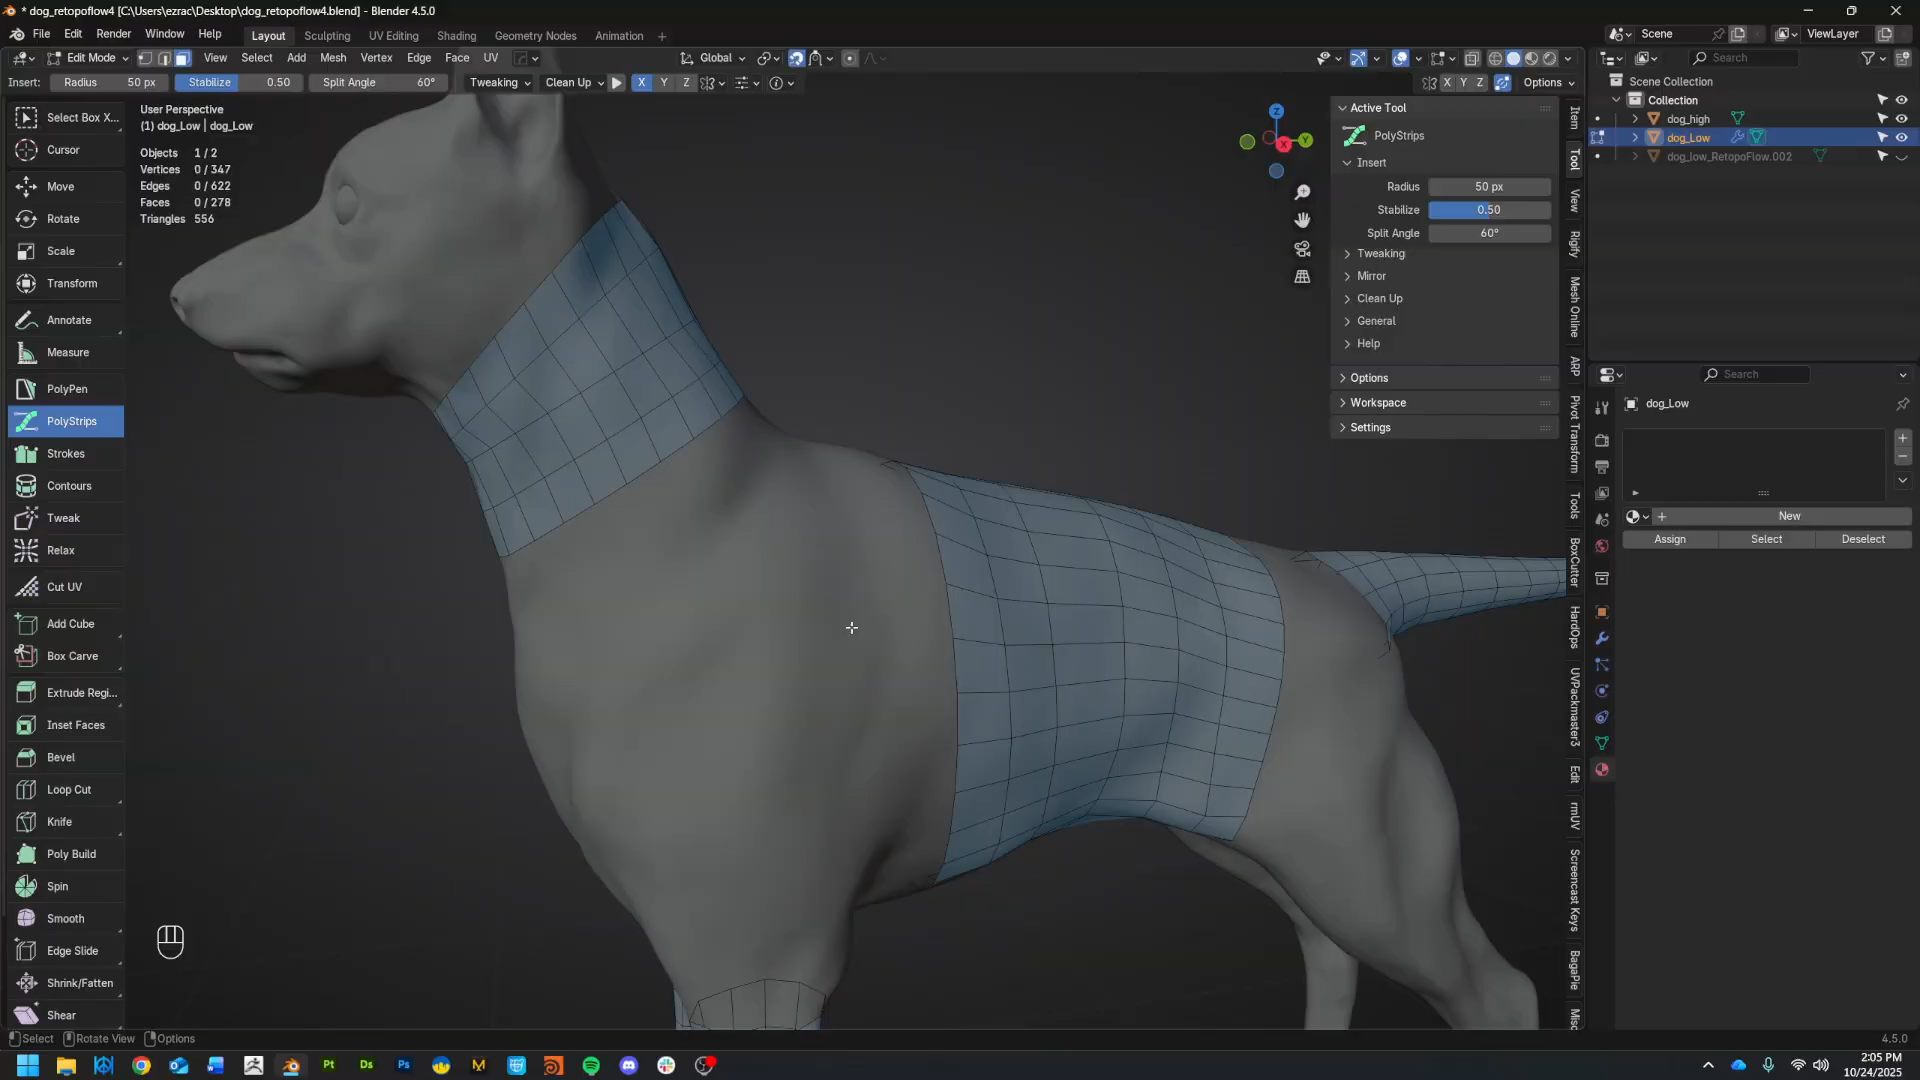 * dog_retopoflow4 [C:\Users\ezrac\Desktop\dog_retopoflow4.blend] - Blender 4.5.0
File Edit Render Window Help Layout Sculpting UV Editing Shading Geometry Nodes Animation + Scene ViewLayer
Edit Mode View Select Add Mesh Vertex Edge Face UV Global Search
Insert: Radius 50 px Stabilize 0.50 Split Angle 60° Tweaking Clean Up X Y Z X Y Z Options
Scene Collection
Collection
dog_high
dog_Low
dog_low_RetopoFlow.002
Select Box X...
Cursor
Move
Rotate
Scale
Transform
Annotate
Measure
PolyPen
PolyStrips
Strokes
Contours
Tweak
Relax
Cut UV
Add Cube
Box Carve
Extrude Regi...
Inset Faces
Bevel
Loop Cut
Knife
Poly Build
Spin
Smooth
Edge Slide
Shrink/Fatten
Shear
User Perspective
(1) dog_Low | dog_Low
Objects 1 / 2
Vertices 0 / 347
Edges 0 / 622
Faces 0 / 278
Triangles 556
Z
Y
X
Active Tool
PolyStrips
Insert
Radius 50 px
Stabilize 0.50
Split Angle 60°
Tweaking
Mirror
Clean Up
General
Help
Options
Workspace
Settings
Item
Tool
View
Rigify
Mesh Online
ARP
Pivot Transform
Tools
BoxCutter
HardOps
UVPackmaster3
Edit
rmUV
Screencast Keys
BagaPie
Misc
Search
dog_Low
New
Assign Select Deselect
Select Rotate View Options 4.5.0
Pt Ds Ps M
2:05 PM
10/24/2025